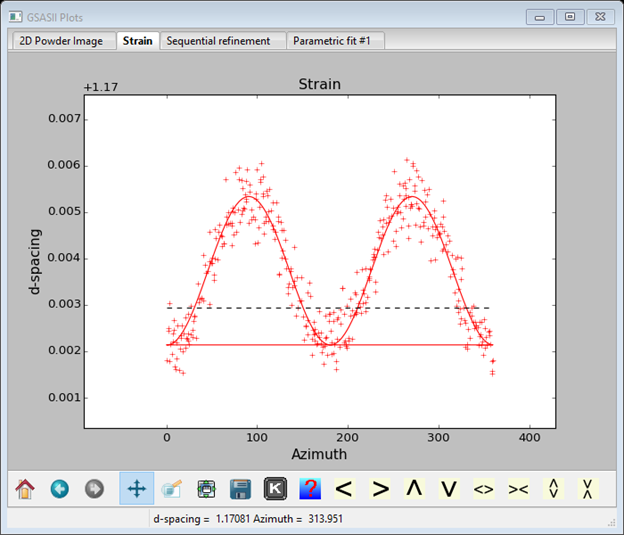 GSASII Plots
2D Powder Image Strain Sequential refinement Parametric fit #1
+1.17 Strain
0.007
0.006
0.005
0.004
0.003
0.002
0.001
d-spacing
0 100 200 300 400
Azimuth
K ? < > Λ V <> ><
d-spacing = 1.17081 Azimuth = 313.951